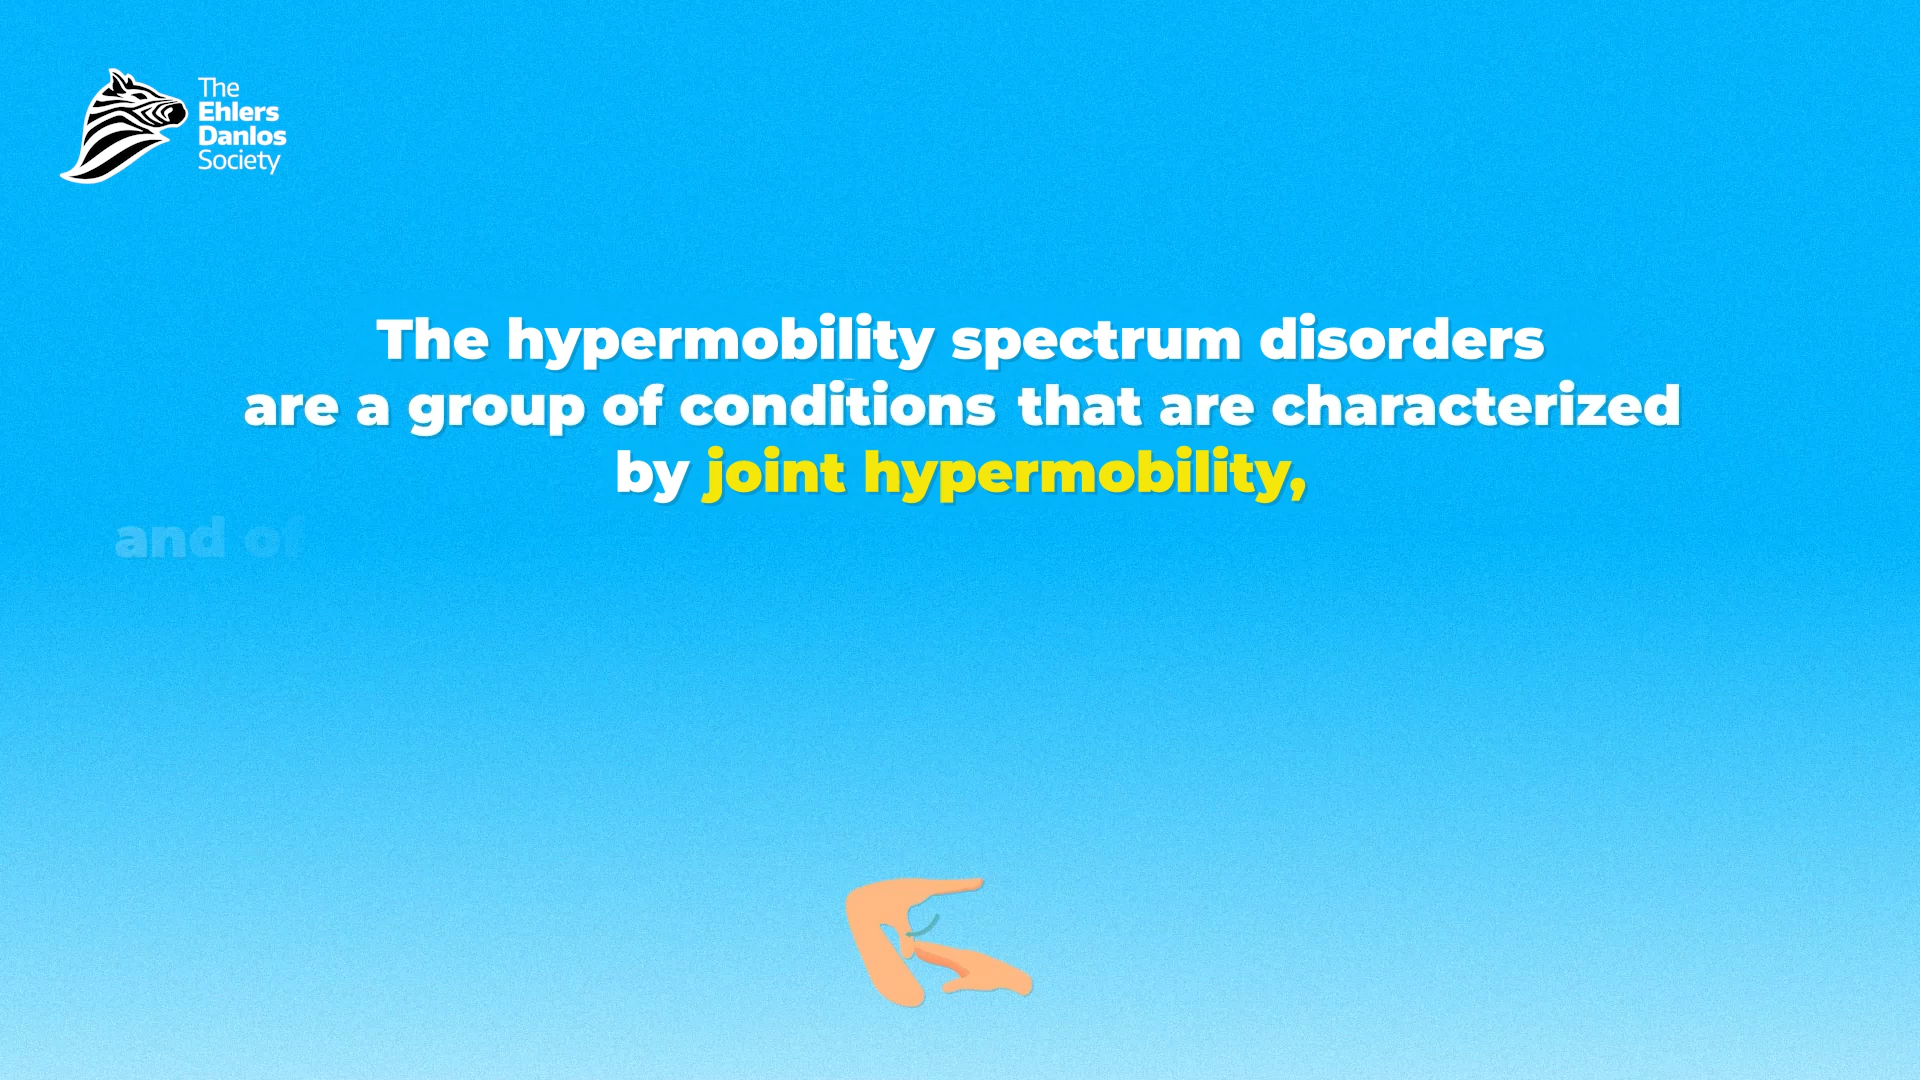 The
Ehlers
Danlos
Society
The hypermobility spectrum disorders
are a group of conditions that are characterized
by joint hypermobility,
and of